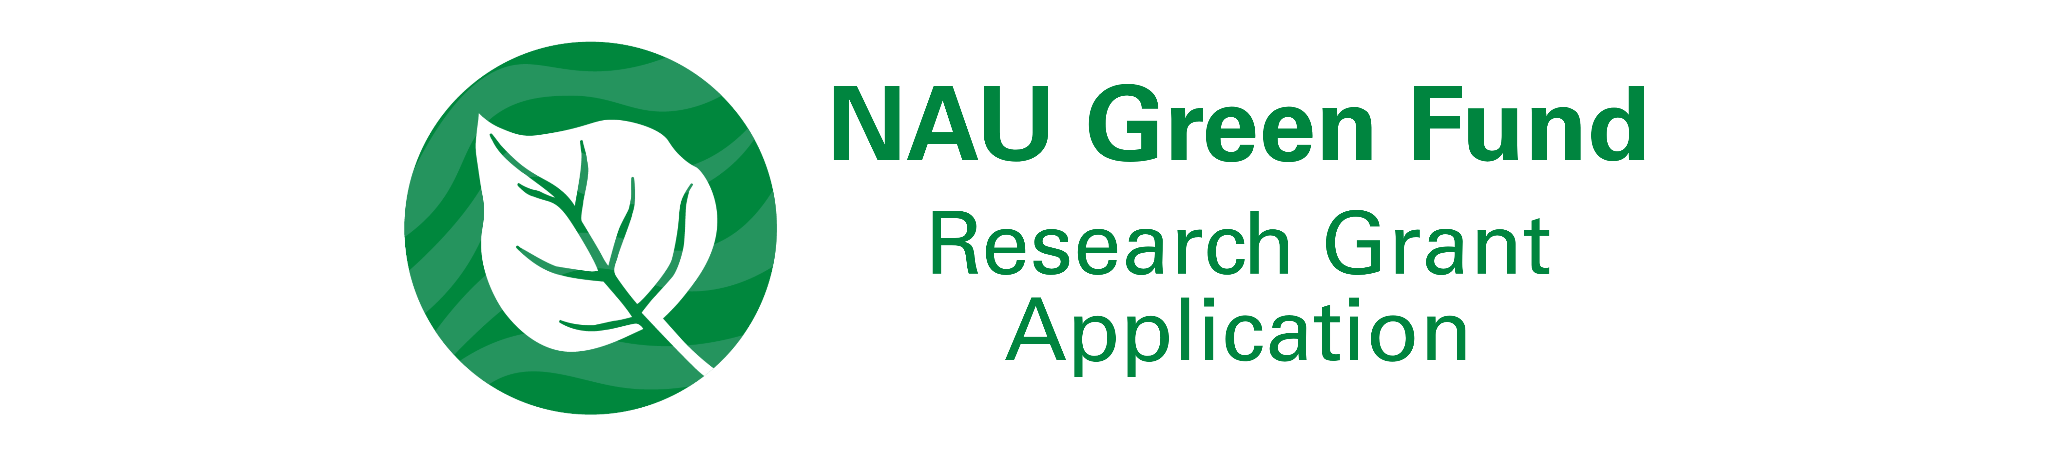 NAU Green Fund
Research Grant
Application